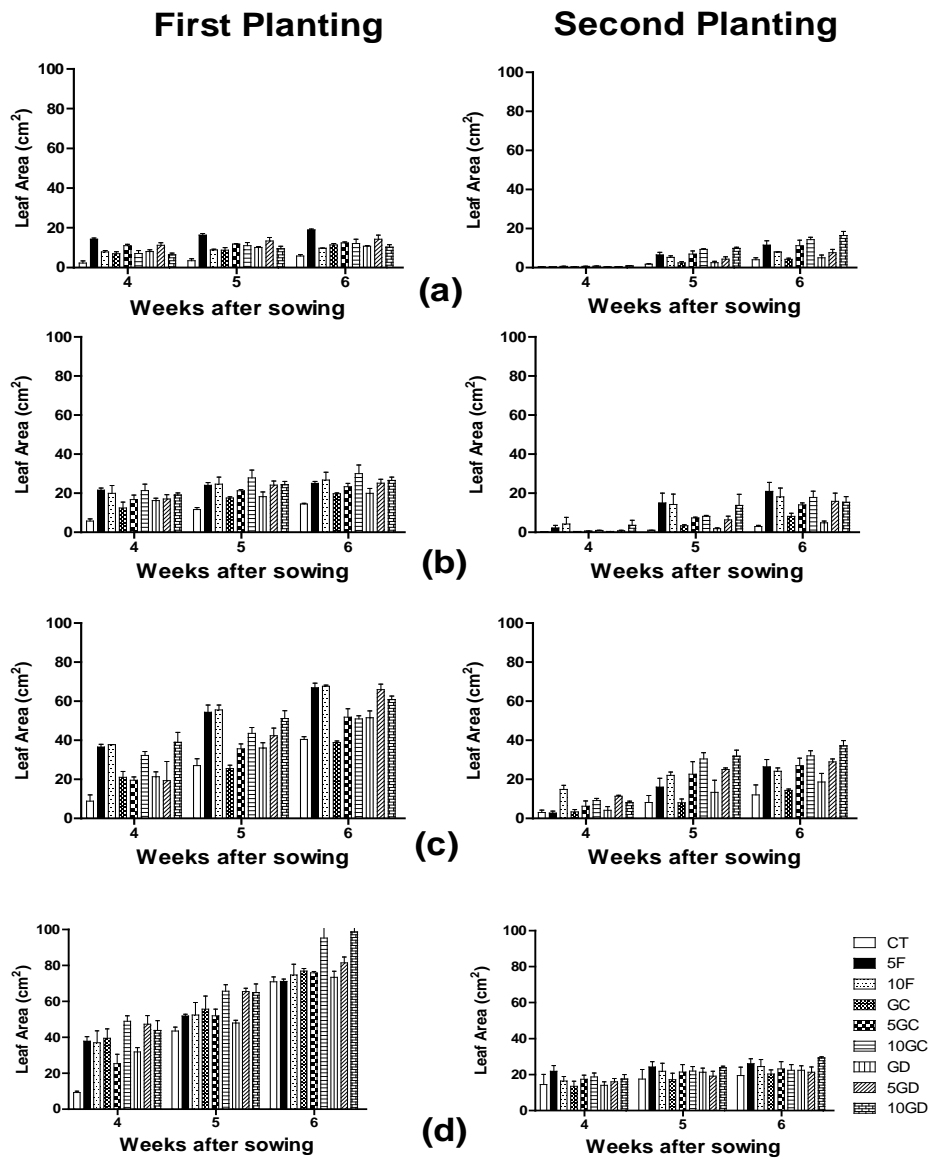 First Planting
Second Planting
100
80
60
40
20
0
Leaf Area (cm²)
4
5
6
Weeks after sowing
100
80
60
40
20
0
Leaf Area (cm²)
4
5
6
Weeks after sowing
(a)
100
80
60
40
20
0
Leaf Area (cm²)
4
5
6
Weeks after sowing
100
80
60
40
20
0
Leaf Area (cm²)
4
5
6
Weeks after sowing
(b)
100
80
60
40
20
0
Leaf Area (cm²)
4
5
6
Weeks after sowing
100
80
60
40
20
0
Leaf Area (cm²)
4
5
6
Weeks after sowing
(c)
100
80
60
40
20
0
Leaf Area (cm²)
4
5
6
Weeks after sowing
100
80
60
40
20
0
Leaf Area (cm²)
4
5
6
Weeks after sowing
(d)
CT
5F
10F
GC
5GC
10GC
GD
5GD
10GD